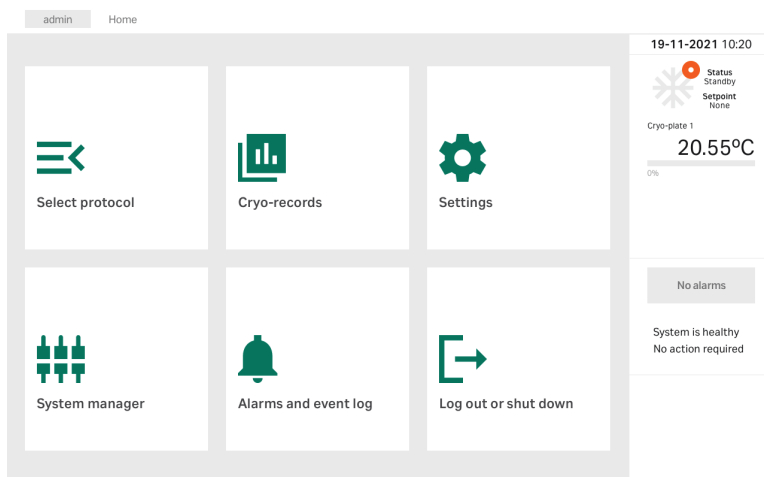 admin Home
19-11-2021 10:20
Status
Standby
Setpoint
None
Cryo-plate 1
20.55ºC
0%
Select protocol
Cryo-records
Settings
No alarms
System is healthy
No action required
System manager
Alarms and event log
Log out or shut down